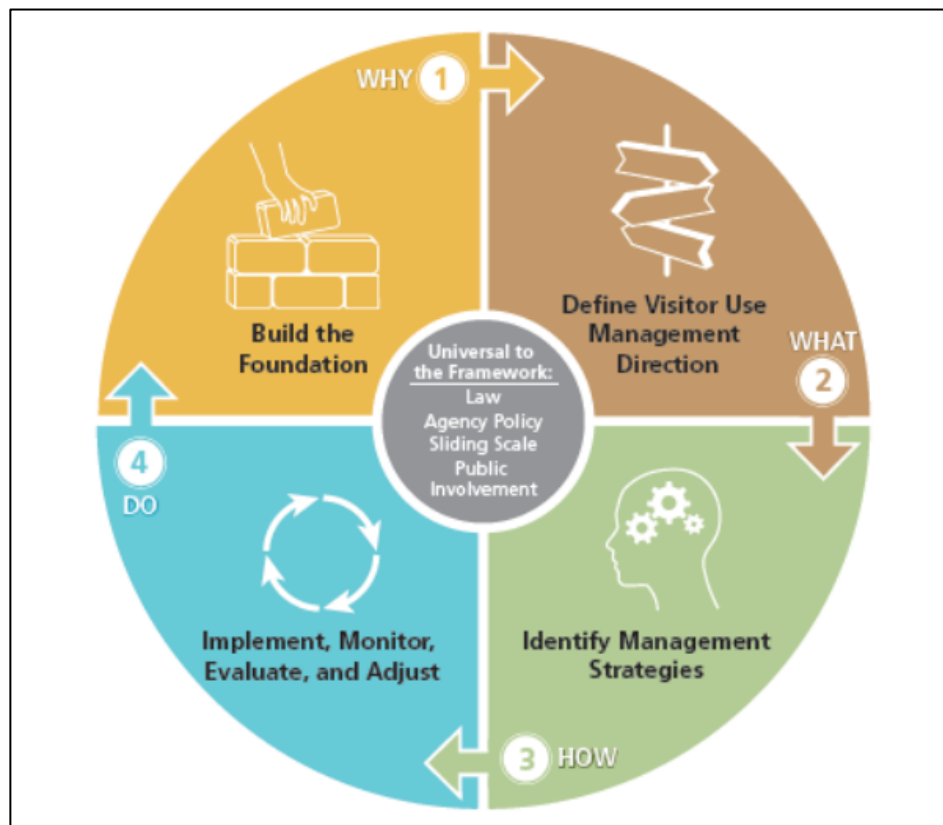 WHY 1
Build the
Foundation
Define Visitor Use
Management
Direction
WHAT
2
Universal to
the Framework:
Law
Agency Policy
Sliding Scale
Public
Involvement
Identify Management
Strategies
3 HOW
Implement, Monitor,
Evaluate, and Adjust
4
DO